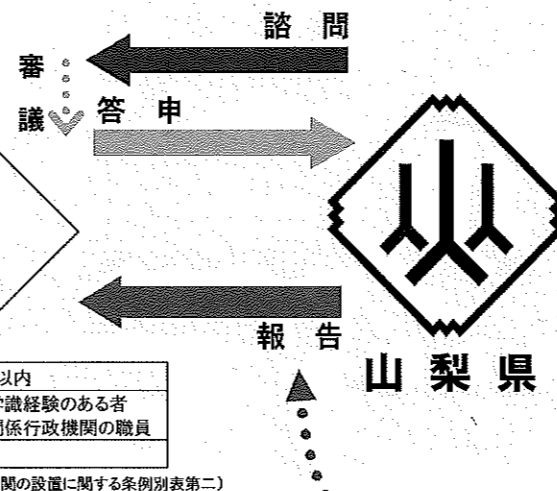 諮問
審議
答申
報告
山梨県
以内
学識経験のある者
関係行政機関の職員
関の設置に関する条例別表第二）